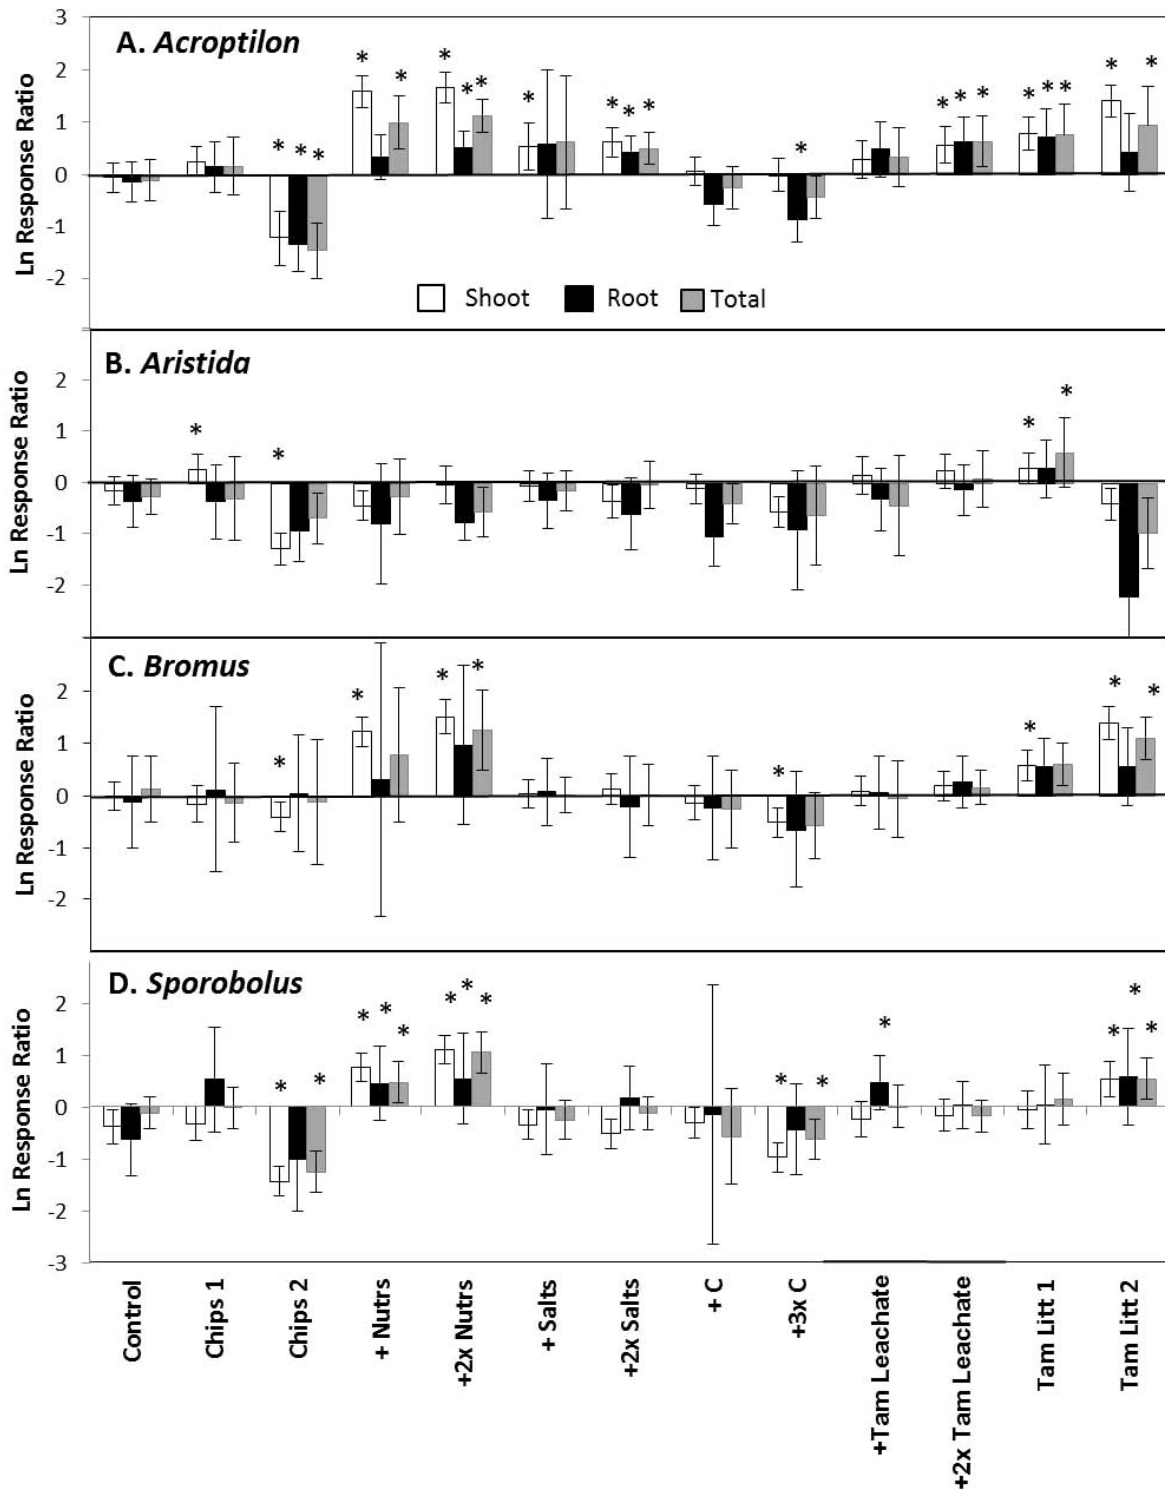 A. Acroptilon
Ln Response Ratio
3
2
1
0
-1
-2
* * * * * * * * * * * * * * * * * * * * * *
Shoot Root Total
B. Aristida
Ln Response Ratio
2
1
0
-1
-2
* * * *
C. Bromus
Ln Response Ratio
2
1
0
-1
-2
* * * * * * * *
D. Sporobolus
Ln Response Ratio
2
1
0
-1
-2
-3
* * * * * * * * * * * * * *
Control
Chips 1
Chips 2
+ Nutrs
+2x Nutrs
+ Salts
+2x Salts
+ C
+3x C
+Tam Leachate
+2x Tam Leachate
Tam Litt 1
Tam Litt 2